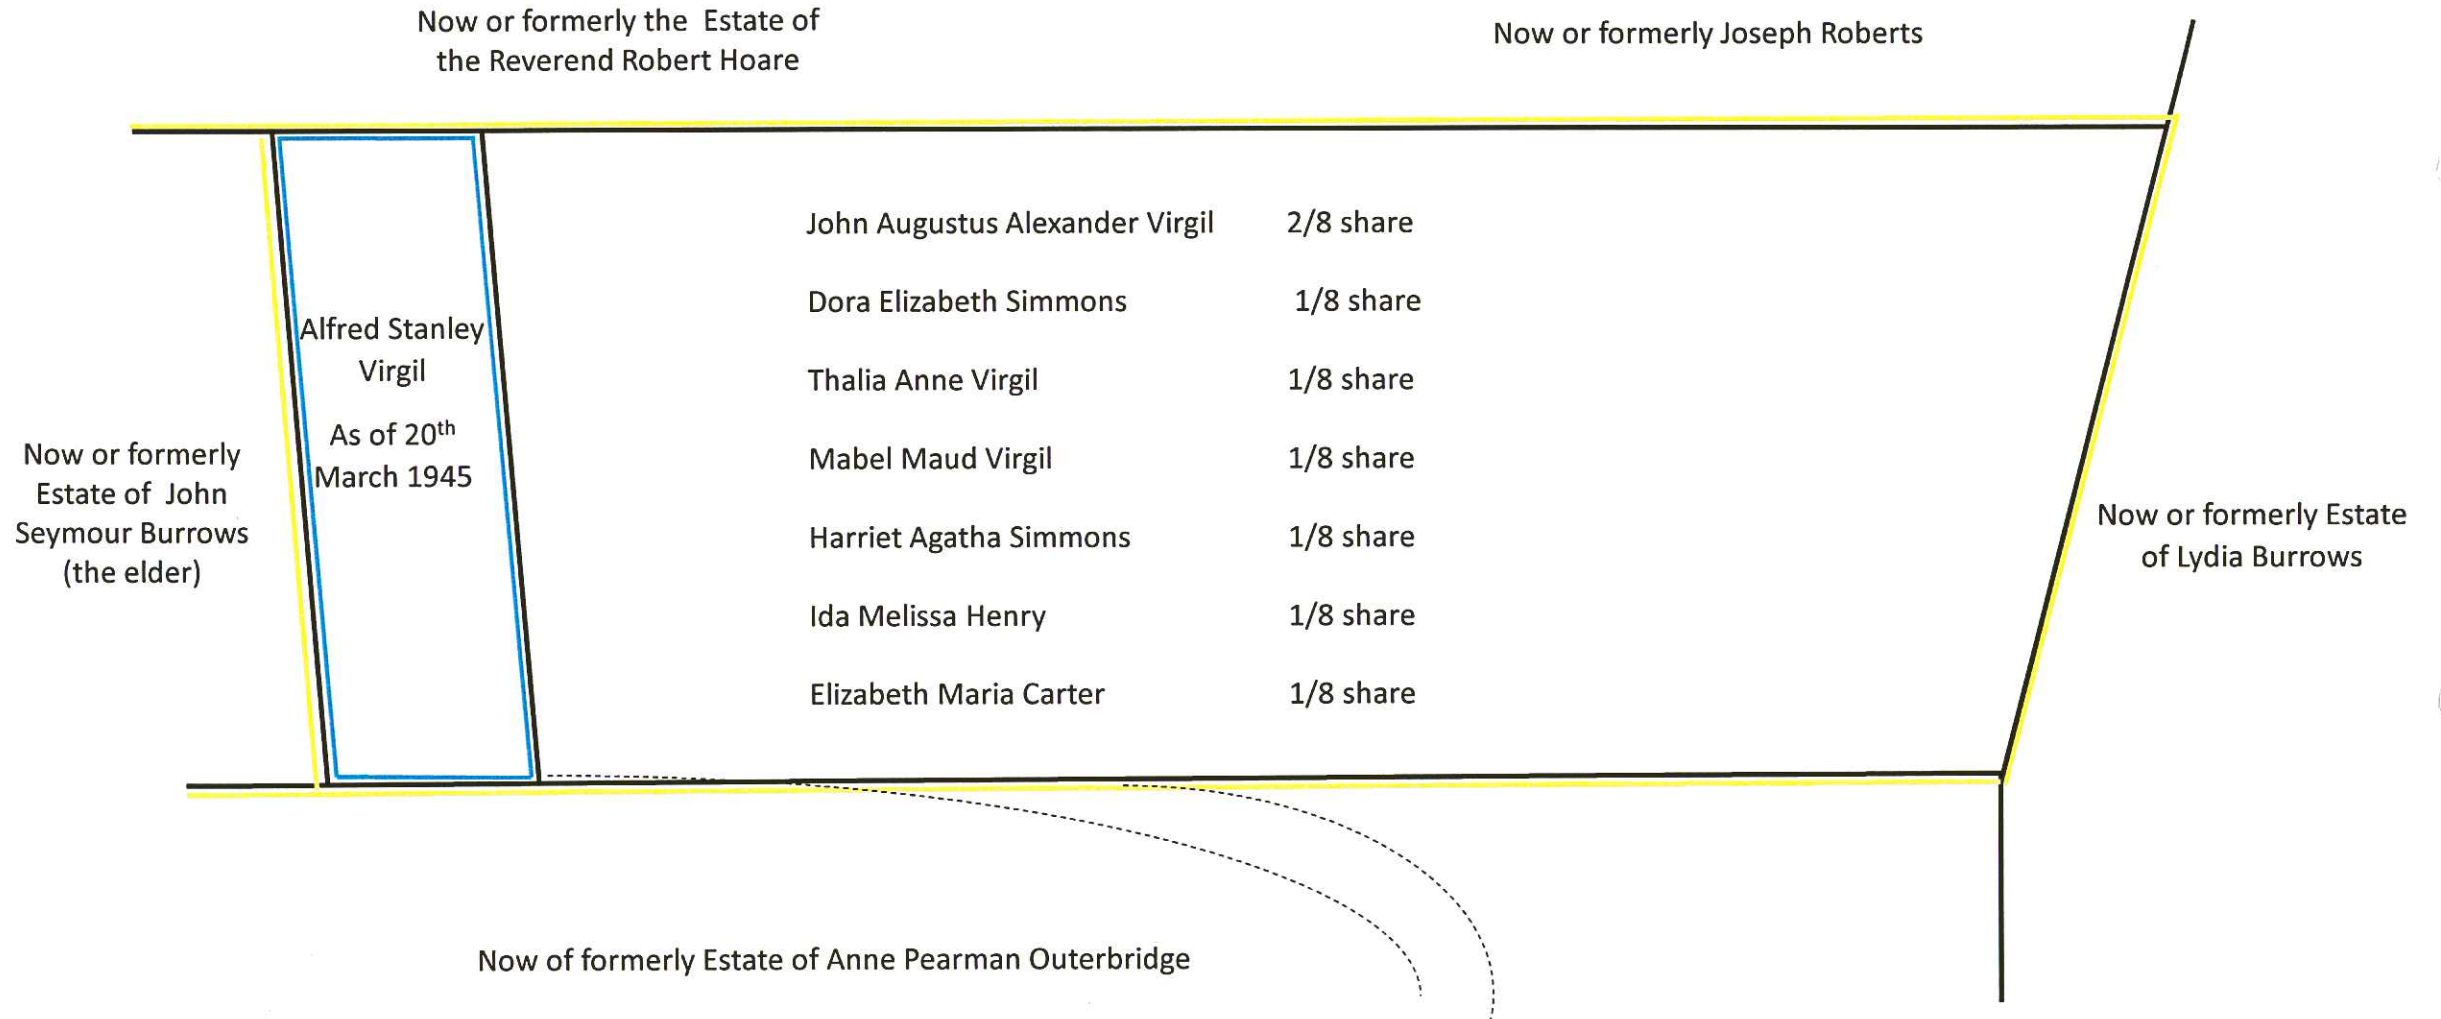 Now or formerly the Estate of
the Reverend Robert Hoare
Now or formerly Joseph Roberts
John Augustus Alexander Virgil 2/8 share
Dora Elizabeth Simmons 1/8 share
Thalia Anne Virgil 1/8 share
Mabel Maud Virgil 1/8 share
Harriet Agatha Simmons 1/8 share
Ida Melissa Henry 1/8 share
Elizabeth Maria Carter 1/8 share
Alfred Stanley
Virgil
As of 20th
March 1945
Now or formerly
Estate of John
Seymour Burrows
(the elder)
Now or formerly Estate
of Lydia Burrows
Now of formerly Estate of Anne Pearman Outerbridge